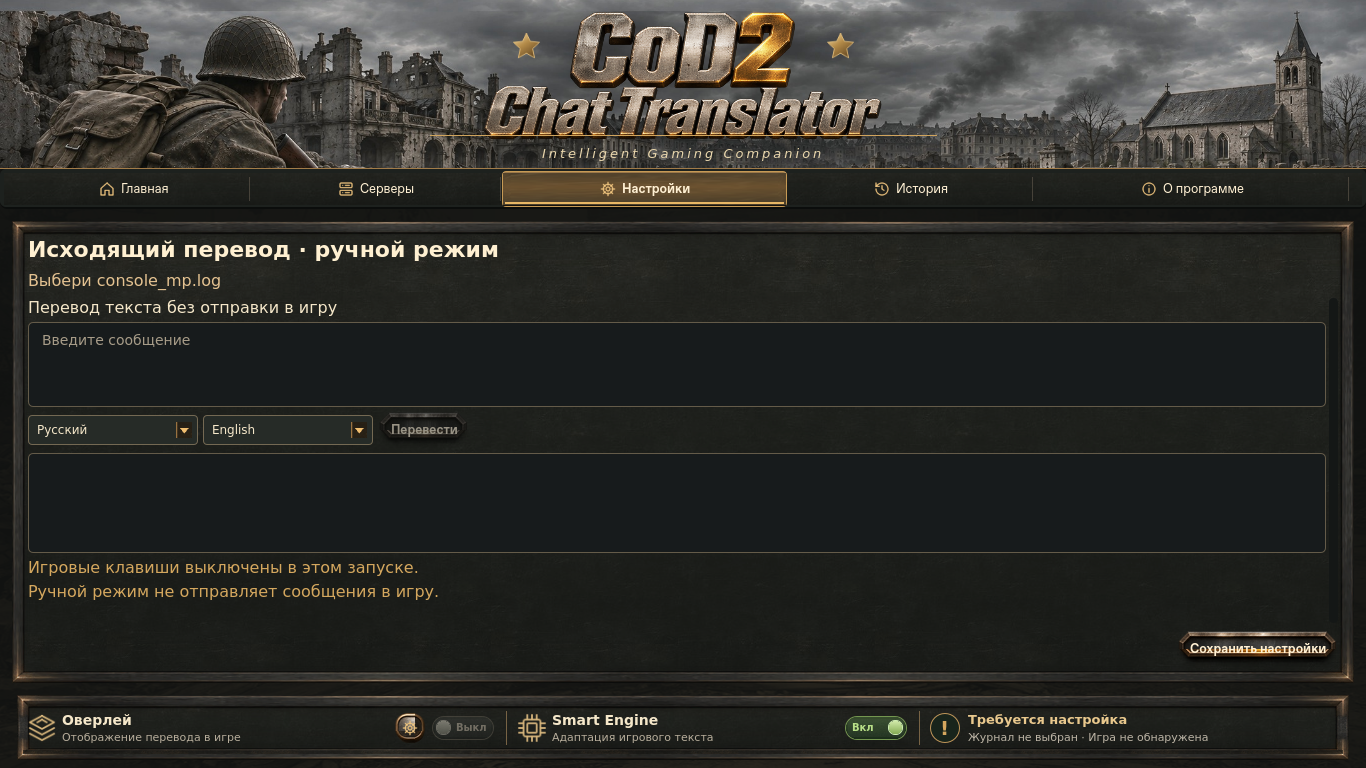 CoD2
Chat Translator
Intelligent Gaming Companion
Главная
Серверы
Настройки
История
О программе
Исходящий перевод · ручной режим
Выбери console_mp.log
Перевод текста без отправки в игру
Введите сообщение
Русский
English
Перевести
Игровые клавиши выключены в этом запуске.
Ручной режим не отправляет сообщения в игру.
Сохранить настройки
Оверлей
Отображение перевода в игре
Выкл
Smart Engine
Адаптация игрового текста
Вкл
Требуется настройка
Журнал не выбран · Игра не обнаружена